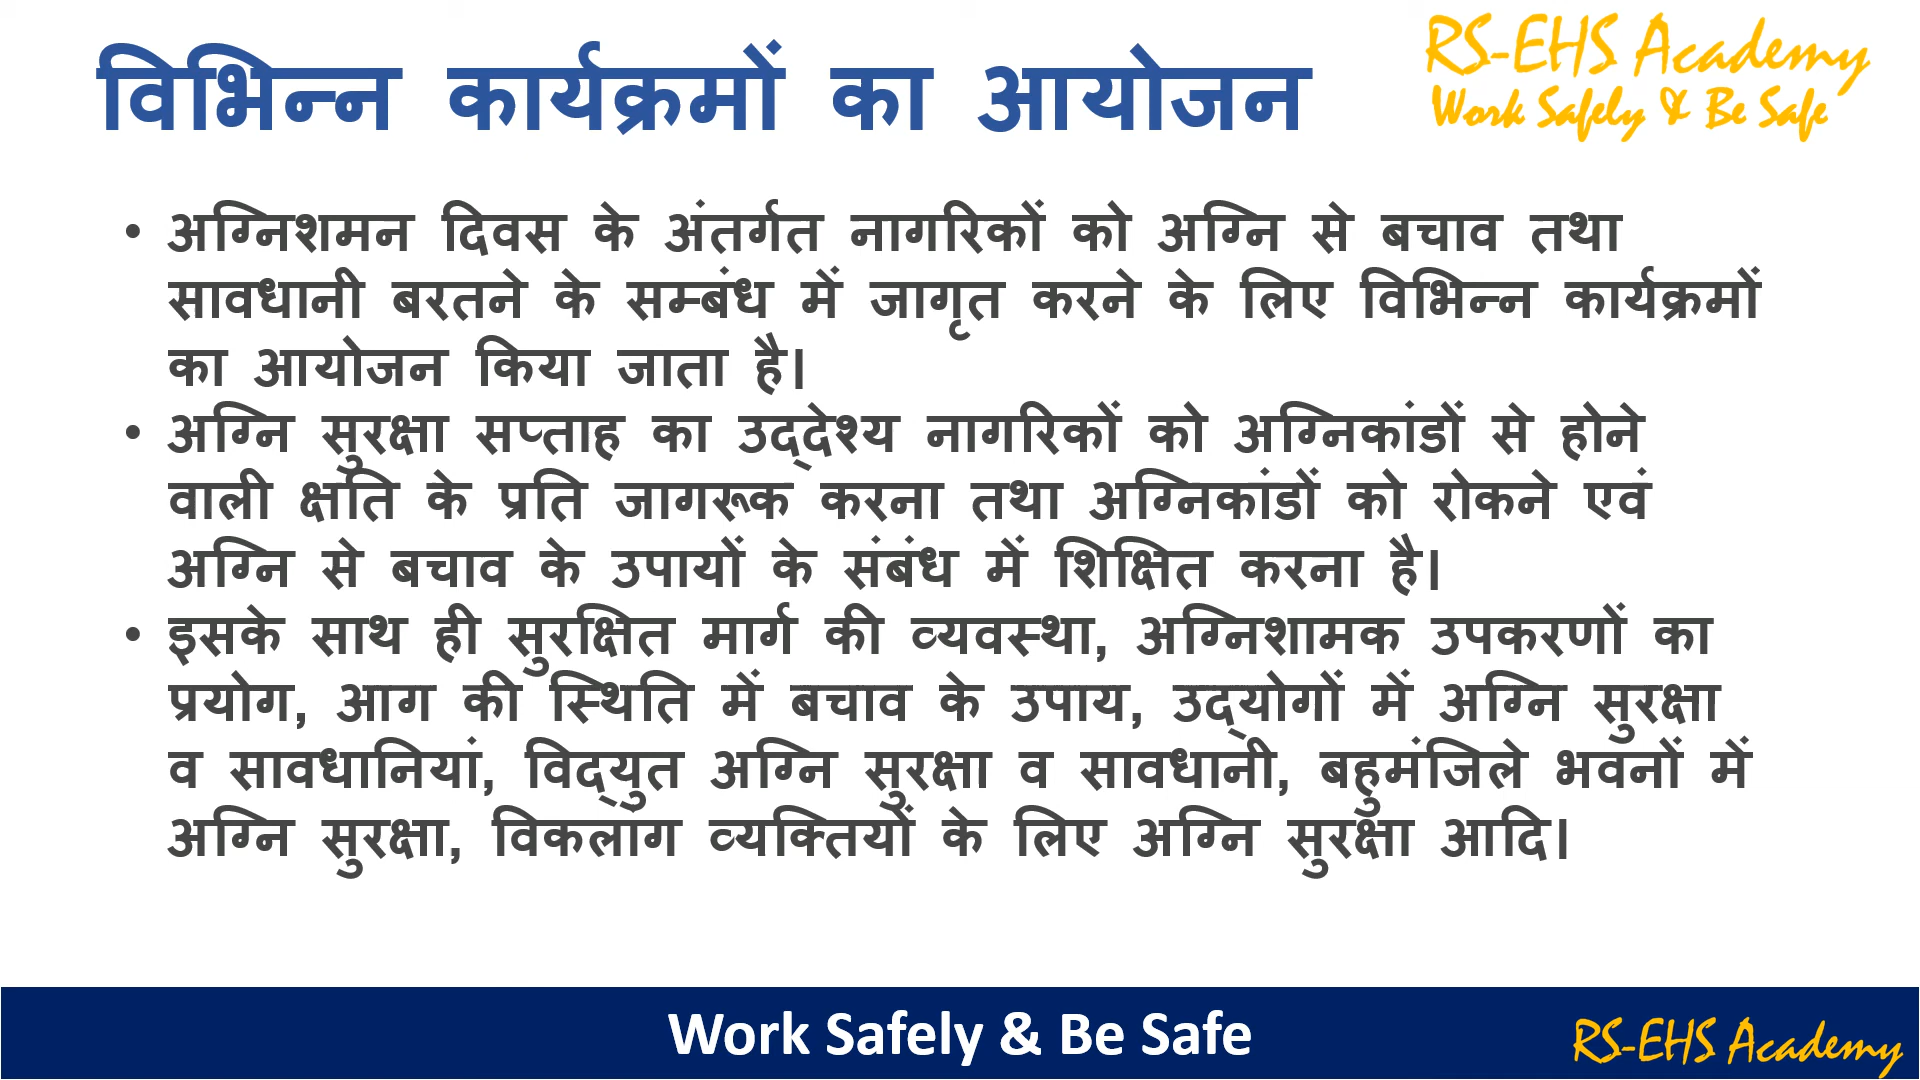 विभिन्न कार्यक्रमों का आयोजन
RS-EHS Academy
Work Safely & Be Safe
• अग्निशमन दिवस के अंतर्गत नागरिकों को अग्नि से बचाव तथा
सावधानी बरतने के सम्बंध में जागृत करने के लिए विभिन्न कार्यक्रमों
का आयोजन किया जाता है।
• अग्नि सुरक्षा सप्ताह का उद्देश्य नागरिकों को अग्निकांडों से होने
वाली क्षति के प्रति जागरूक करना तथा अग्निकांडों को रोकने एवं
अग्नि से बचाव के उपायों के संबंध में शिक्षित करना है।
• इसके साथ ही सुरक्षित मार्ग की व्यवस्था, अग्निशामक उपकरणों का
प्रयोग, आग की स्थिति में बचाव के उपाय, उद्योगों में अग्नि सुरक्षा
व सावधानियां, विद्युत अग्नि सुरक्षा व सावधानी, बहुमंजिले भवनों में
अग्नि सुरक्षा, विकलांग व्यक्तियों के लिए अग्नि सुरक्षा आदि।
Work Safely & Be Safe
RS-EHS Academy